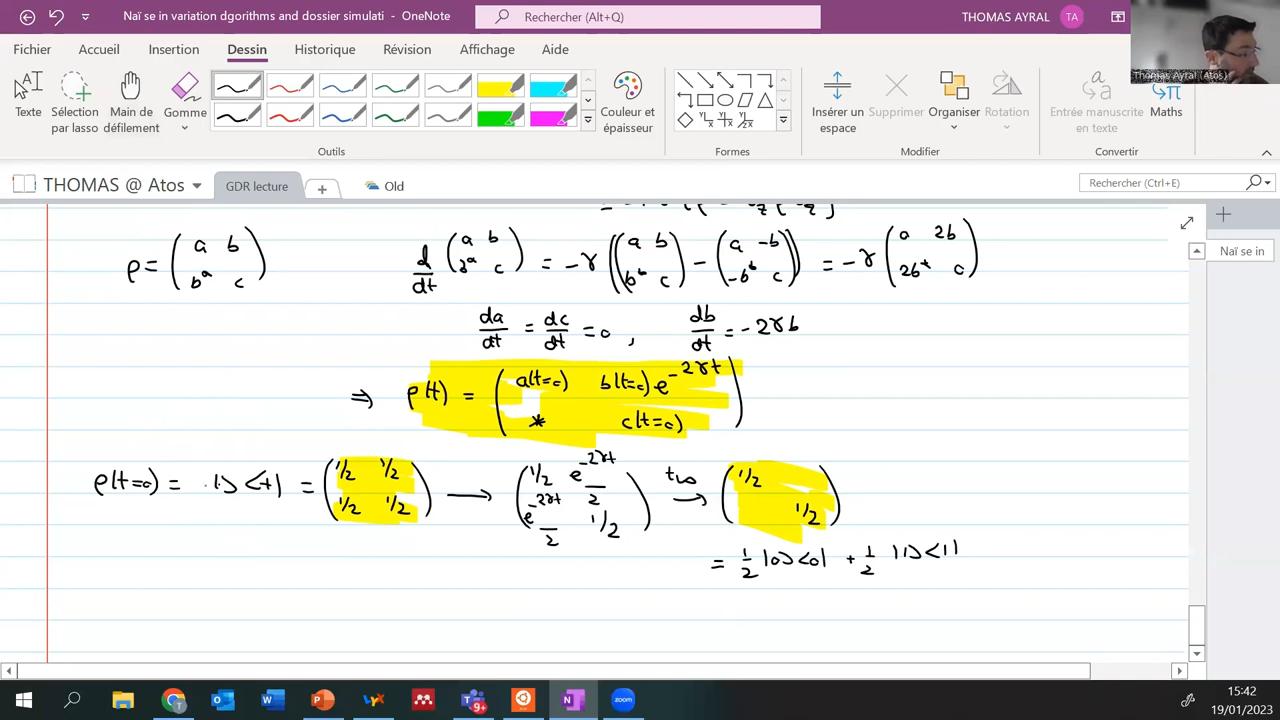 Naï se in variation dgorithms and dossier simulati - OneNote
Rechercher (Alt+Q)
THOMAS AYRAL
TA
Fichier Accueil Insertion Dessin Historique Révision Affichage Aide
Thomas Ayral (Atos)
Texte
Sélection par lasso
Main de défilement
Gomme
Couleur et épaisseur
Insérer un espace
Supprimer
Organiser
Rotation
Entrée manuscrite en texte
Maths
Outils
Formes
Modifier
Convertir
THOMAS @ Atos
GDR lecture
Old
Rechercher (Ctrl+E)
Naï se in
ρ = (a b; b* c)
d/dt (a b; b* c) = -γ ((a b; b* c) - (a -b; -b* c)) = -γ (a 2b; 2b* c)
da/dt = dc/dt = 0, db/dt = -2γb
⇒ ρ(t) = (a(t=0) b(t=0)e^{-2γt}; * c(t=0))
ρ(t=0) = 1> <+| = (1/2 1/2; 1/2 1/2) → (1/2 e^{-2γt}/2; e^{-2γt}/2 1/2) t∞ → (1/2 ; 1/2)
= 1/2 |0><0| + 1/2 |1><1|
9+
15:42
19/01/2023